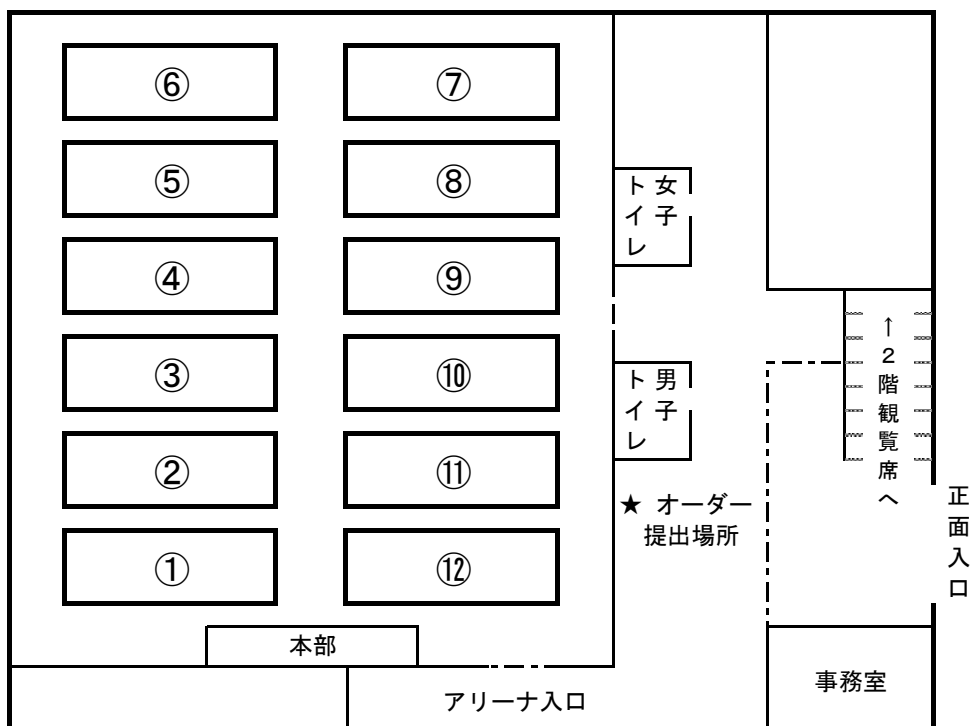 ⑥ ⑦
⑤ ⑧
④ ⑨
③ ⑩
② ⑪
① ⑫
女子
トイレ
男子
トイレ
★ オーダー
提出場所
↑2階観覧席へ
正面入口
本部
アリーナ入口
事務室